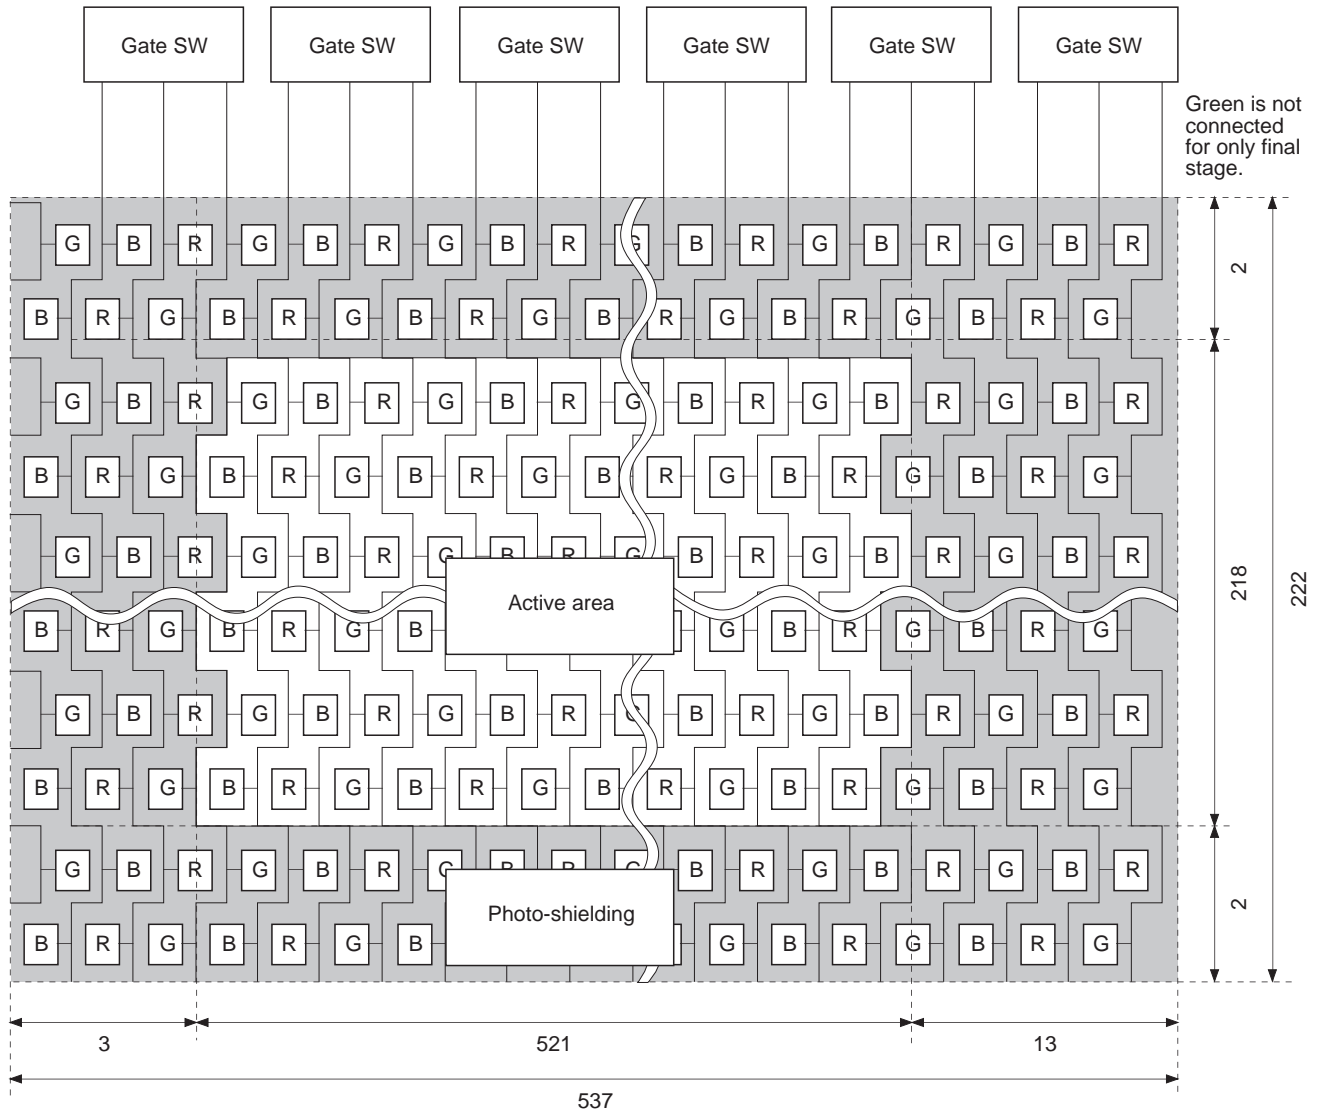 Gate SW Gate SW Gate SW Gate SW Gate SW Gate SW
Green is not
connected
for only final
stage.
G B R G B R G B R G B R G B R G B R
2
B R G B R G B R G B R G B R G B R G
G B R G B R G B R G B R G B R G B R
B R G B R G B R G B R G B R G B R G
G B R G B R G B R G B R G B R G B R
218
222
Active area
B R G B R G B G B R G B R G
G B R G B R G B R G B R G B R G B R
B R G B R G B R G B R G B R G B R G
G B R G B R G B R G B R G B R G B R
2
Photo-shielding
B R G B R G B G B R G B R G
3 521 13
537